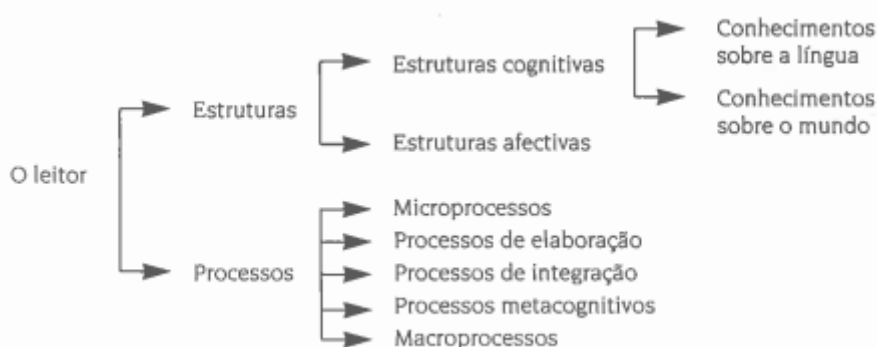 Conhecimentos
sobre a língua
Estruturas cognitivas
Conhecimentos
sobre o mundo
Estruturas
Estruturas afectivas
O leitor
Microprocessos
Processos de elaboração
Processos
Processos de integração
Processos metacognitivos
Macroprocessos